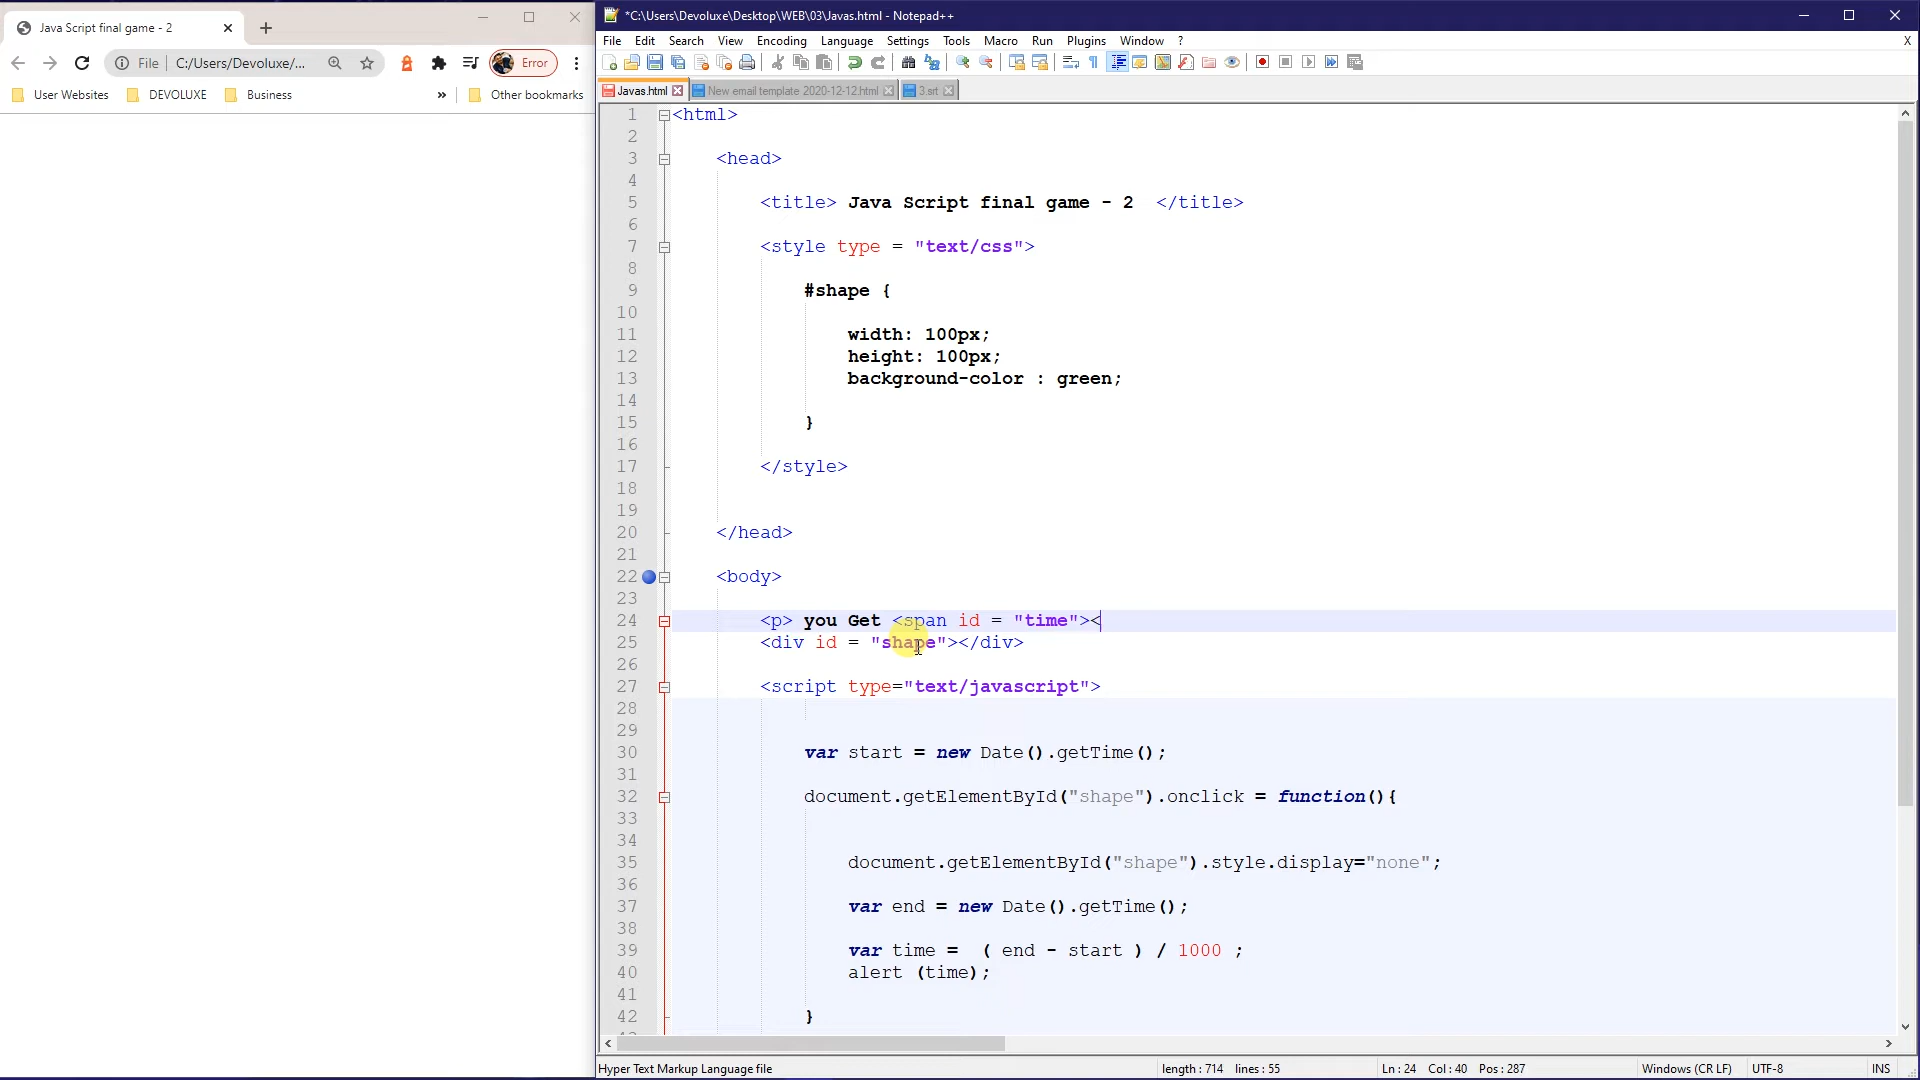 Java Script final game - 2
File C:/Users/Devoluxe/... Error
User Websites DEVOLUXE Business » Other bookmarks
*C:\Users\Devoluxe\Desktop\WEB\03\Javas.html - Notepad++
File Edit Search View Encoding Language Settings Tools Macro Run Plugins Window ? X
Javas.html New email template 2020-12-12.html 3.srt
1 <html>
2
3 <head>
4
5 <title> Java Script final game - 2 </title>
6
7 <style type = "text/css">
8
9 #shape {
10
11 width: 100px;
12 height: 100px;
13 background-color : green;
14
15 }
16
17 </style>
18
19
20 </head>
21
22 <body>
23
24 <p> you Get <span id = "time"><
25 <div id = "shape"></div>
26
27 <script type="text/javascript">
28
29
30 var start = new Date().getTime();
31
32 document.getElementById("shape").onclick = function(){
33
34
35 document.getElementById("shape").style.display="none";
36
37 var end = new Date().getTime();
38
39 var time = ( end - start ) / 1000 ;
40 alert (time);
41
42 }
Hyper Text Markup Language file length : 714 lines : 55 Ln : 24 Col : 40 Pos : 287 Windows (CR LF) UTF-8 INS